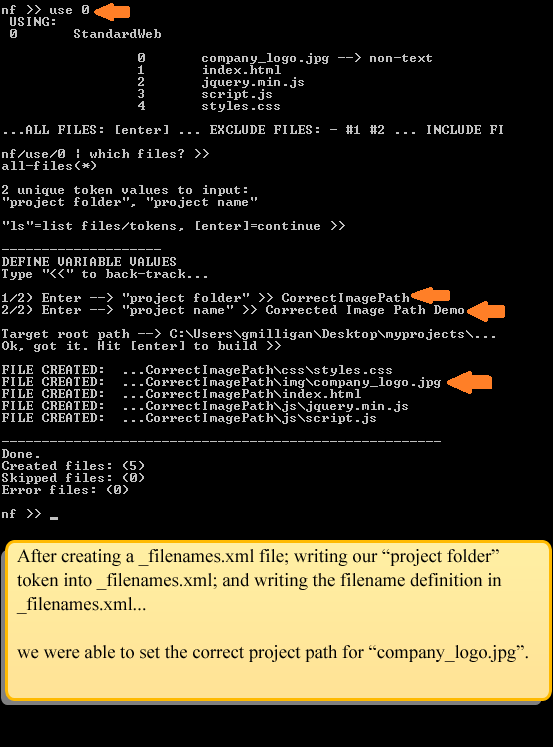 nf >> use 0
USING:
0 StandardWeb
0 company_logo.jpg --> non-text
1 index.html
2 jquery.min.js
3 script.js
4 styles.css
...ALL FILES: [enter] ... EXCLUDE FILES: - #1 #2 ... INCLUDE FI
nf/use/0 | which files? >>
all-files(*)
2 unique token values to input:
"project folder", "project name"
"ls"=list files/tokens, [enter]=continue >>
--------------------
DEFINE VARIABLE VALUES
Type "<<" to back-track...
1/2) Enter --> "project folder" >> CorrectImagePath
2/2) Enter --> "project name" >> Corrected Image Path Demo
Target root path --> C:\Users\gmilligan\Desktop\myprojects\...
Ok, got it. Hit [enter] to build >>
FILE CREATED: ...CorrectImagePath\css\styles.css
FILE CREATED: ...CorrectImagePath\img\company_logo.jpg
FILE CREATED: ...CorrectImagePath\index.html
FILE CREATED: ...CorrectImagePath\js\jquery.min.js
FILE CREATED: ...CorrectImagePath\js\script.js
-------------------------------------------------------
Done.
Created files: (5)
Skipped files: (0)
Error files: (0)
nf >> _
After creating a _filenames.xml file; writing our “project folder”
token into _filenames.xml; and writing the filename definition in
_filenames.xml...
we were able to set the correct project path for “company_logo.jpg”.